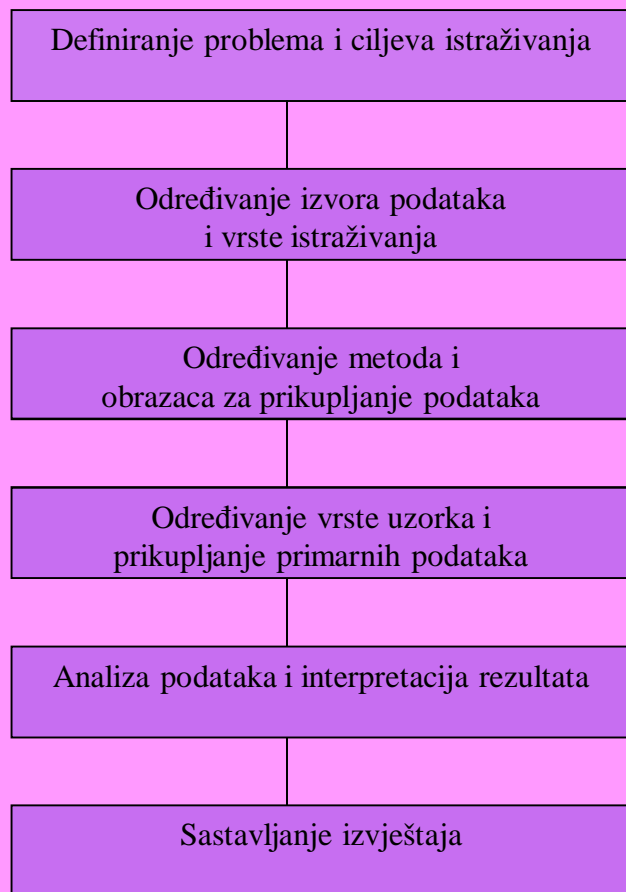 Definiranje problema i ciljeva istraživanja
Određivanje izvora podataka
i vrste istraživanja
Određivanje metoda i
obrazaca za prikupljanje podataka
Određivanje vrste uzorka i
prikupljanje primarnih podataka
Analiza podataka i interpretacija rezultata
Sastavljanje izvještaja